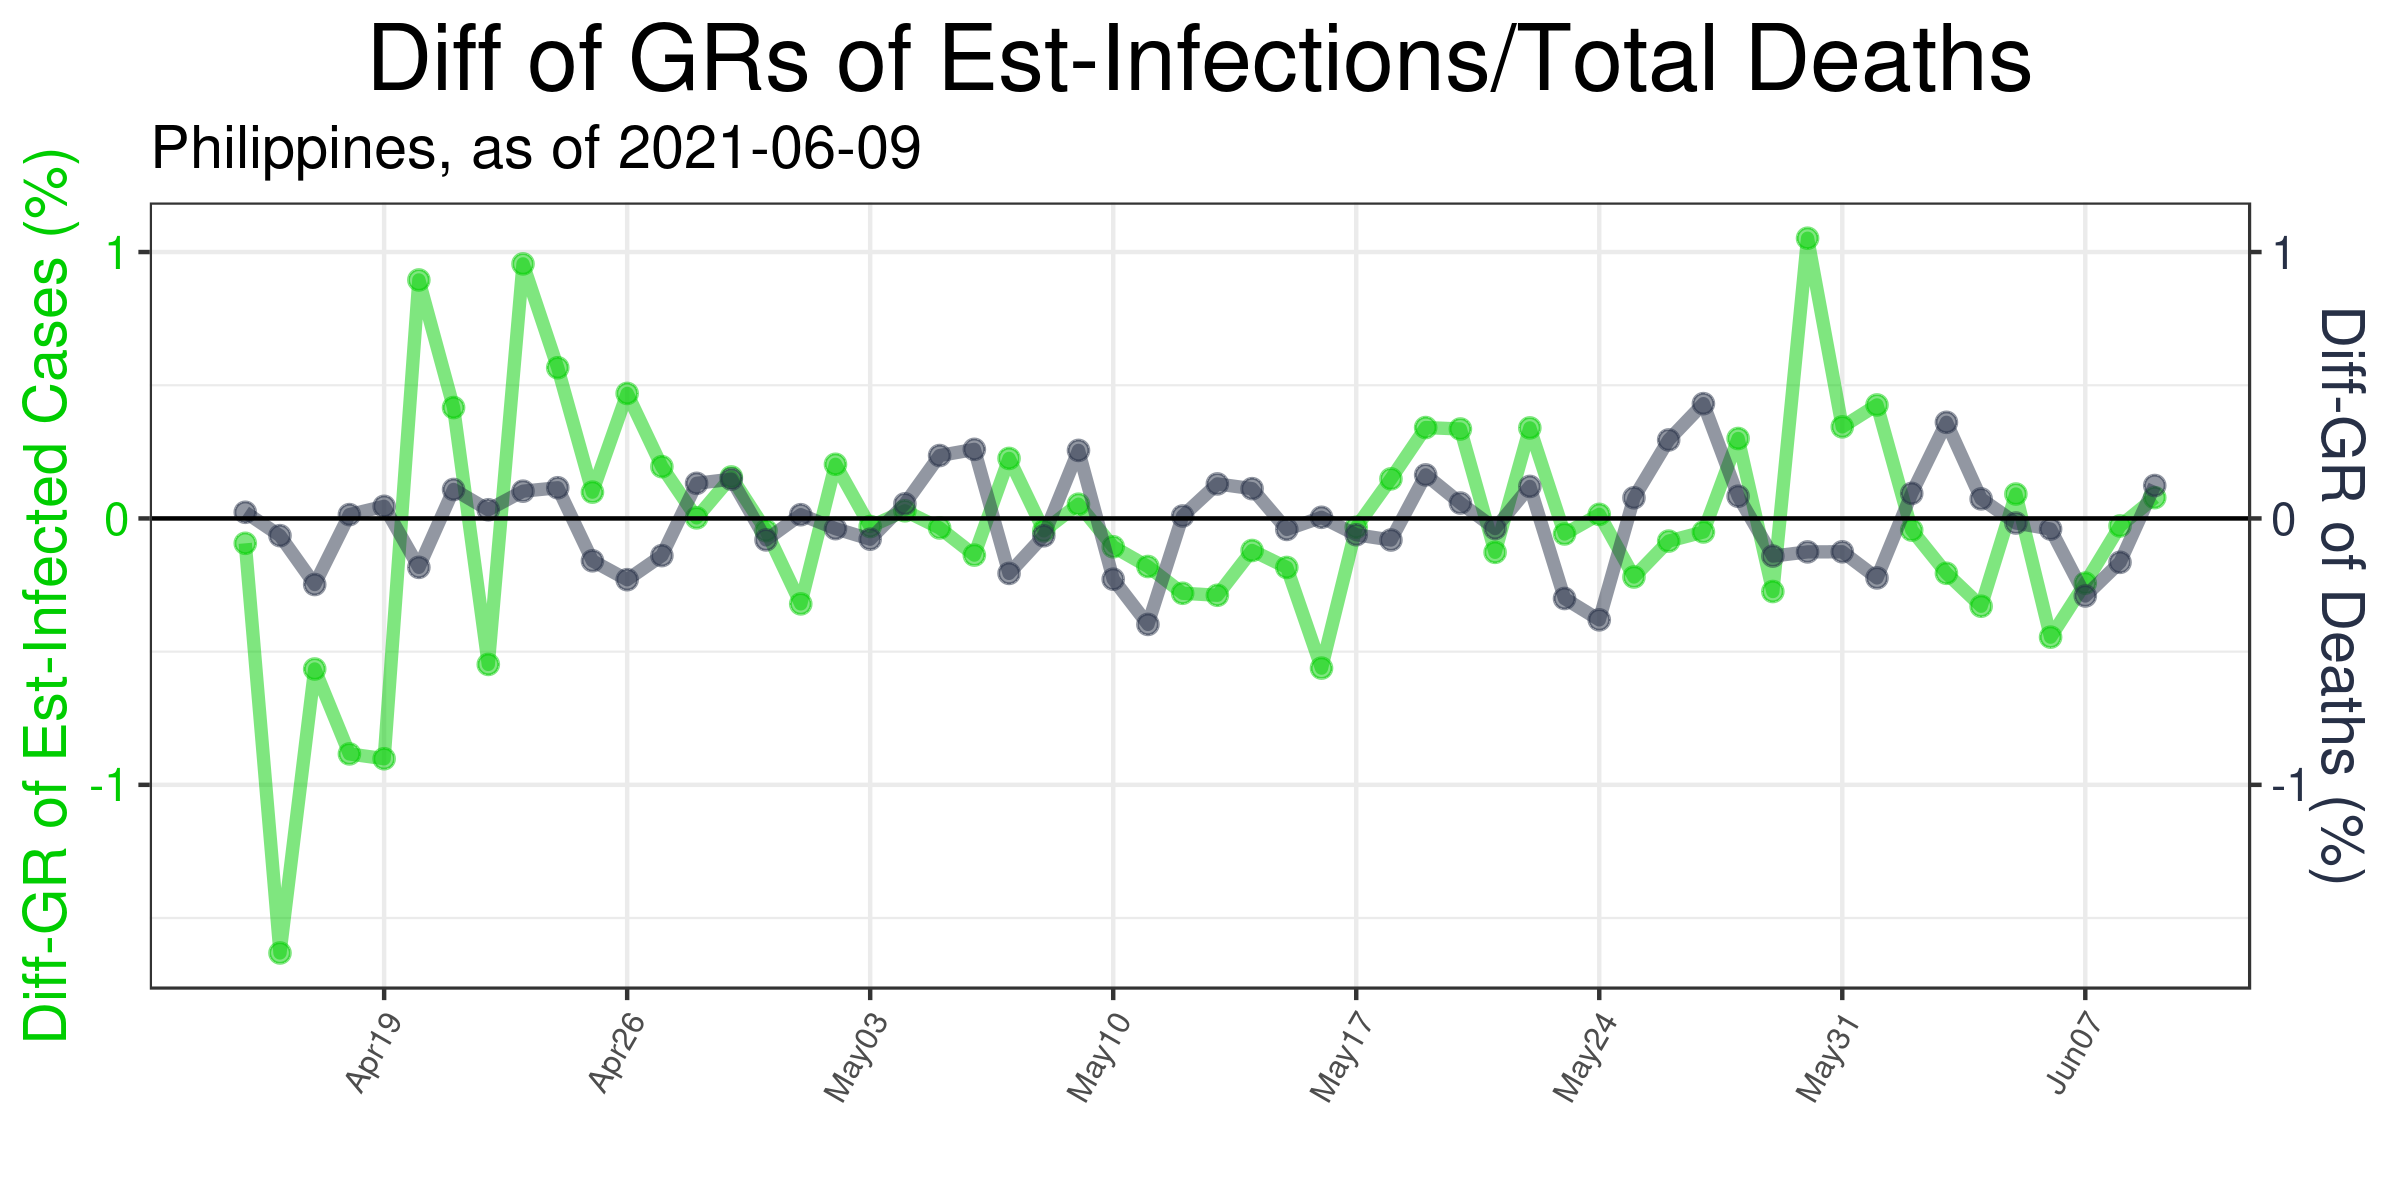 Diff of GRs of Est-Infections/Total Deaths
Philippines, as of 2021-06-09
Diff-GR of Est-Infected Cases (%)
1
0
-1
1
0
-1
Diff-GR of Deaths (%)
Apr19
Apr26
May03
May10
May17
May24
May31
Jun07